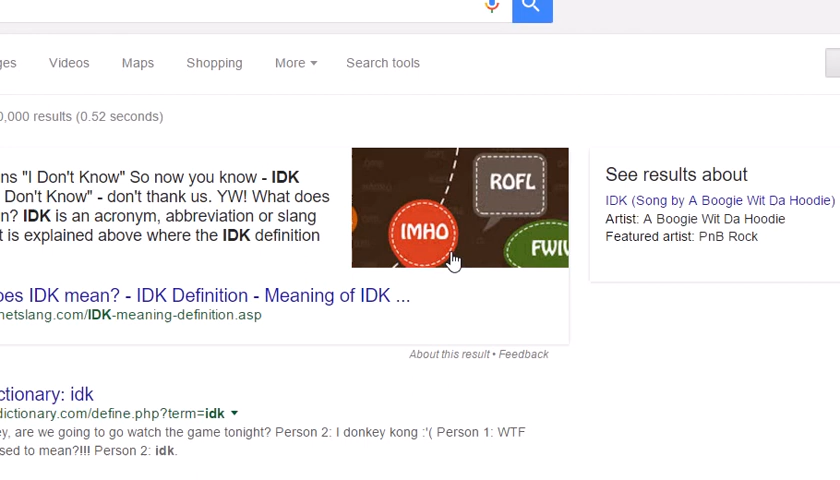 ges Videos Maps Shopping More Search tools
0,000 results (0.52 seconds)
ns "I Don't Know" So now you know - IDK
Don't Know" - don't thank us. YW! What does
n? IDK is an acronym, abbreviation or slang
t is explained above where the IDK definition
ROFL
IMHO
FWIW
oes IDK mean? - IDK Definition - Meaning of IDK ...
netslang.com/IDK-meaning-definition.asp
About this result • Feedback
See results about
IDK (Song by A Boogie Wit Da Hoodie)
Artist: A Boogie Wit Da Hoodie
Featured artist: PnB Rock
ctionary: idk
dictionary.com/define.php?term=idk
ey, are we going to go watch the game tonight? Person 2: I donkey kong :'( Person 1: WTF
sed to mean?!!! Person 2: idk.